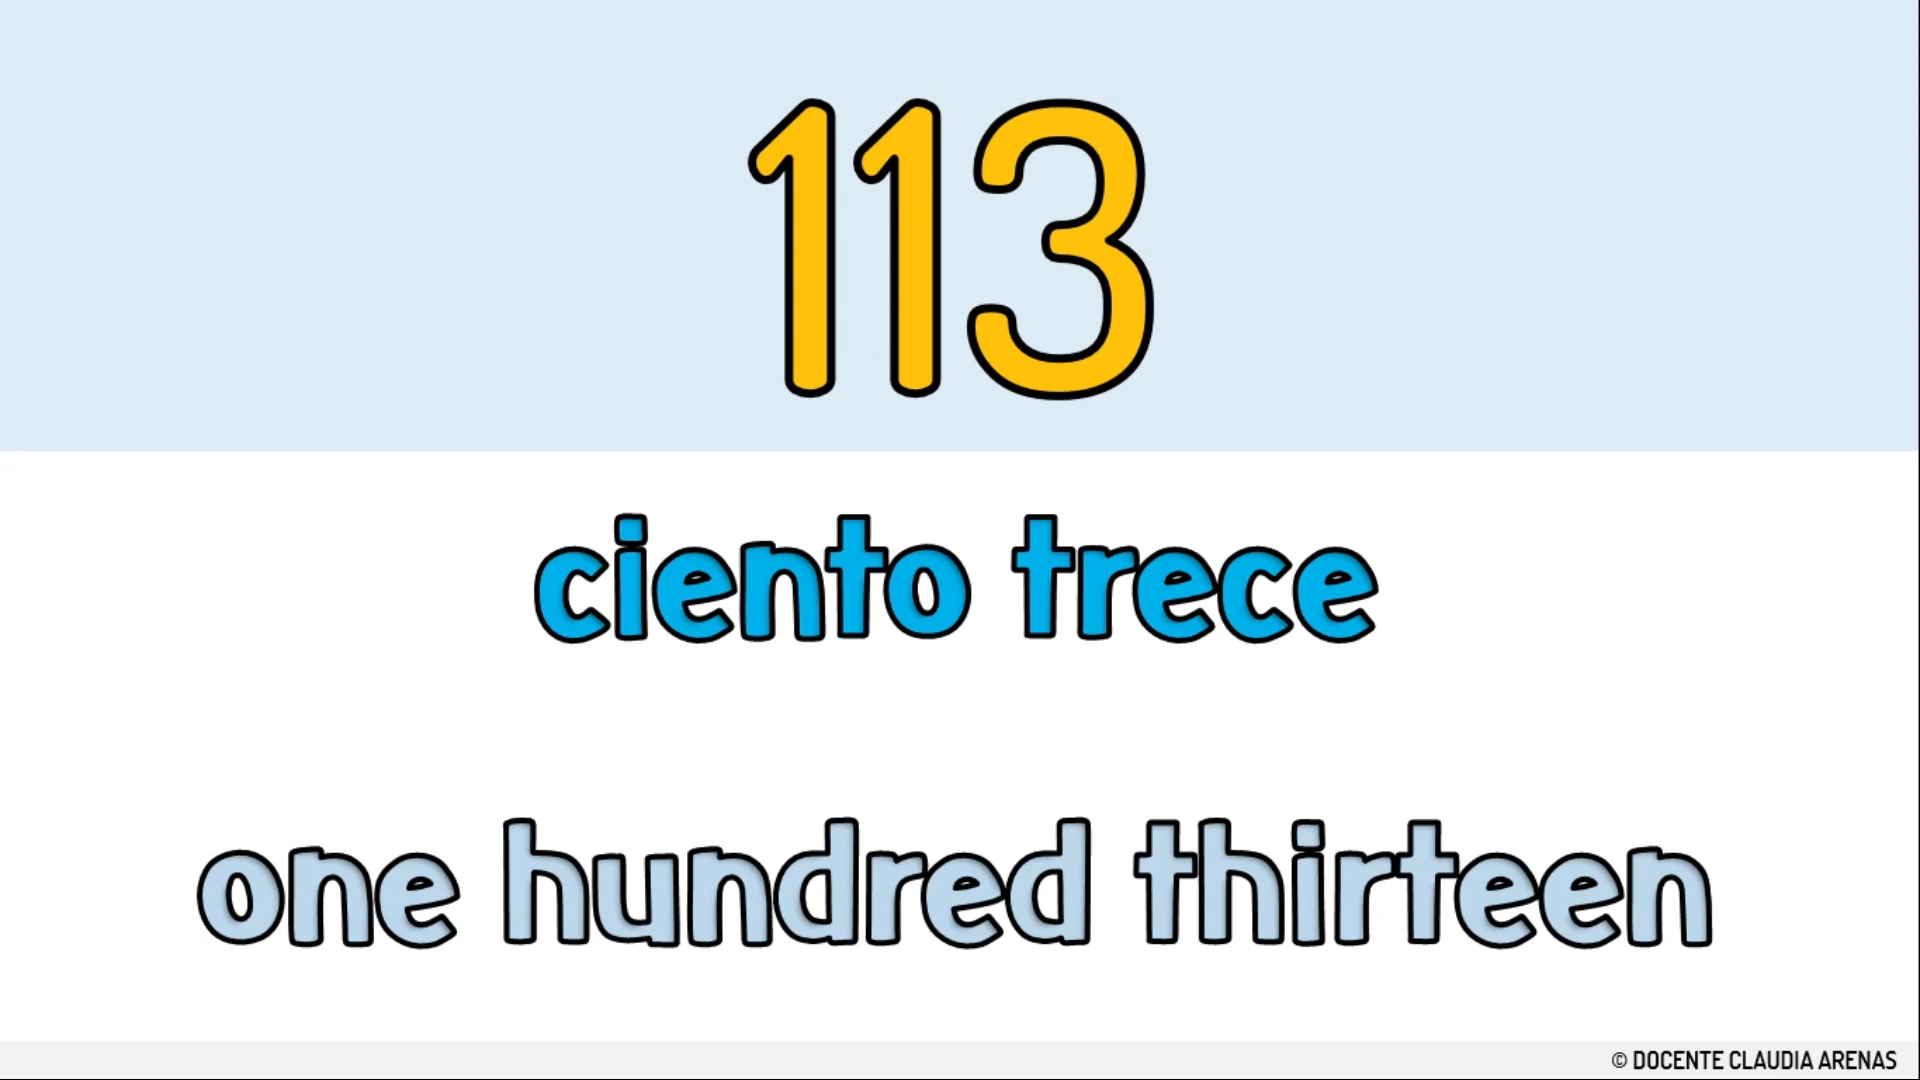 113
ciento trece
one hundred thirteen
© DOCENTE CLAUDIA ARENAS